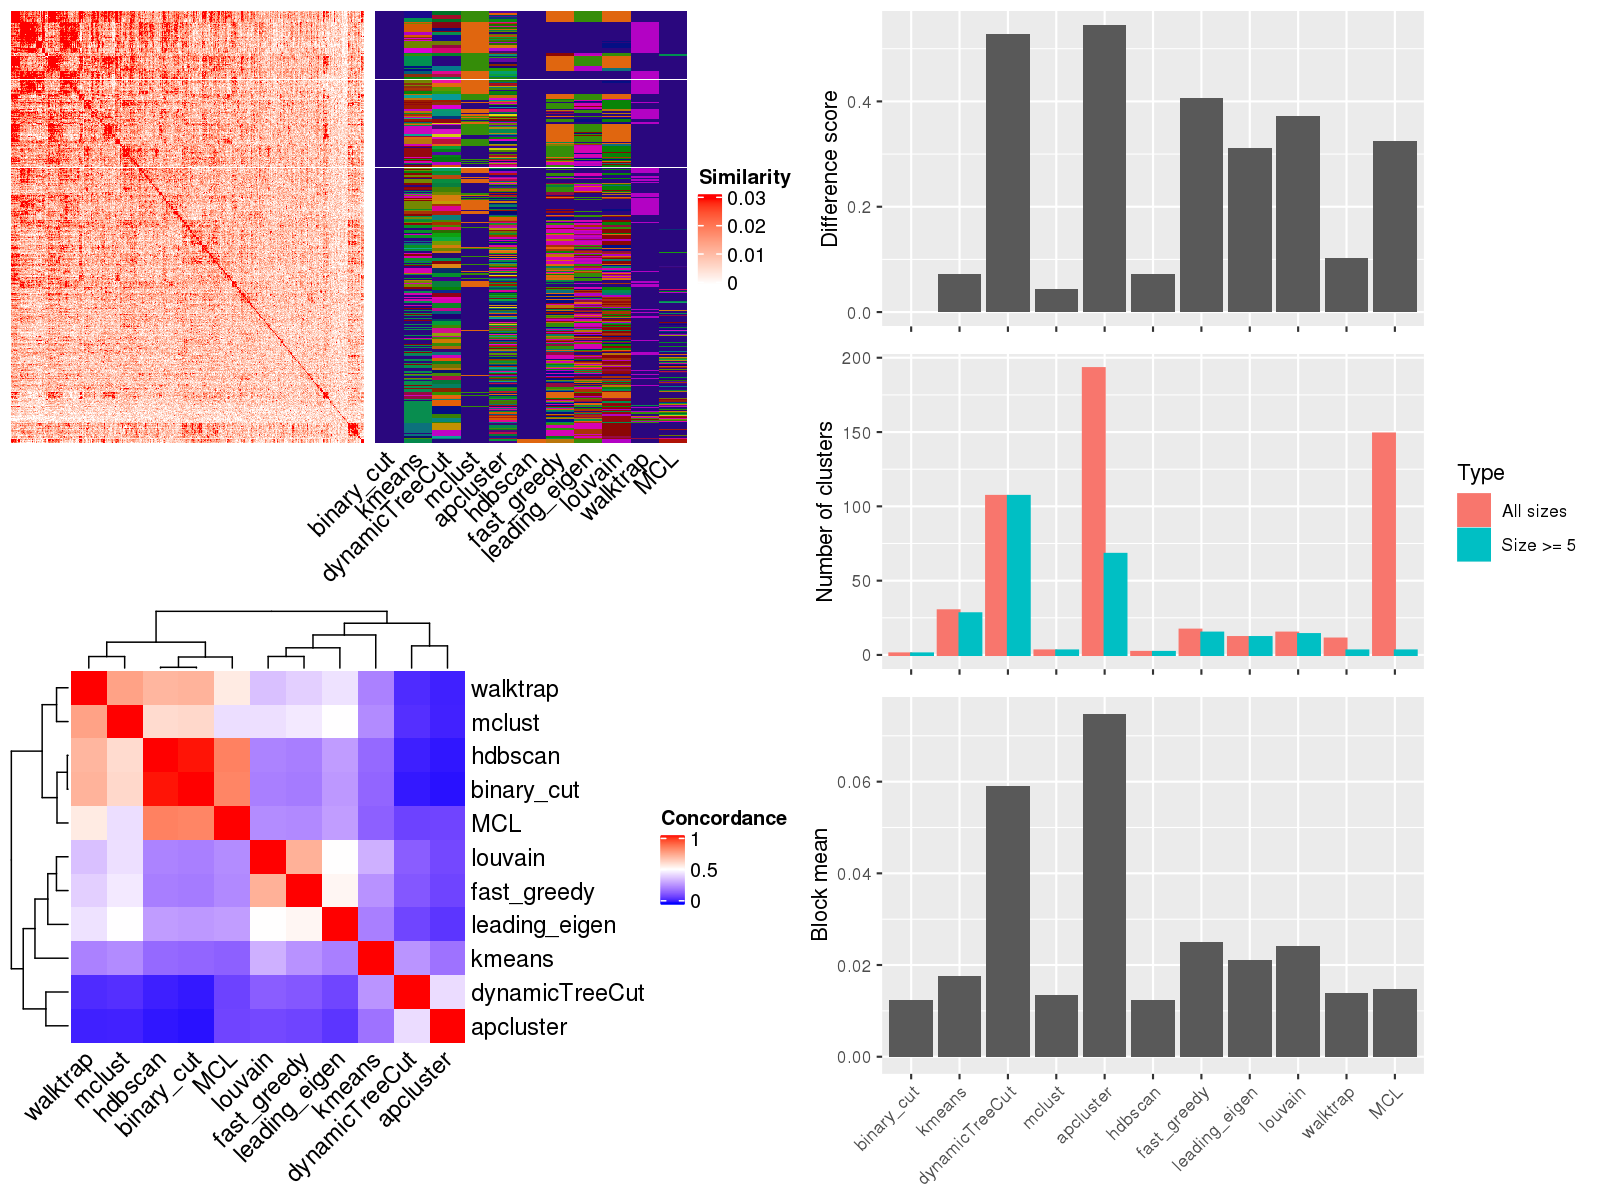 Similarity
0.03
0.02
0.01
0
binary_cut
kmeans
dynamicTreeCut
mclust
apcluster
hdbscan
fast_greedy
leading_eigen
louvain
walktrap
MCL
walktrap
mclust
hdbscan
binary_cut
MCL
louvain
fast_greedy
leading_eigen
kmeans
dynamicTreeCut
apcluster
Concordance
1
0.5
0
walktrap
mclust
hdbscan
binary_cut
MCL
louvain
fast_greedy
leading_eigen
kmeans
dynamicTreeCut
apcluster
Difference score
0.4
0.2
0.0
Number of clusters
200
150
100
50
0
Type
All sizes
Size >= 5
Block mean
0.06
0.04
0.02
0.00
binary_cut
kmeans
dynamicTreeCut
mclust
apcluster
hdbscan
fast_greedy
leading_eigen
louvain
walktrap
MCL